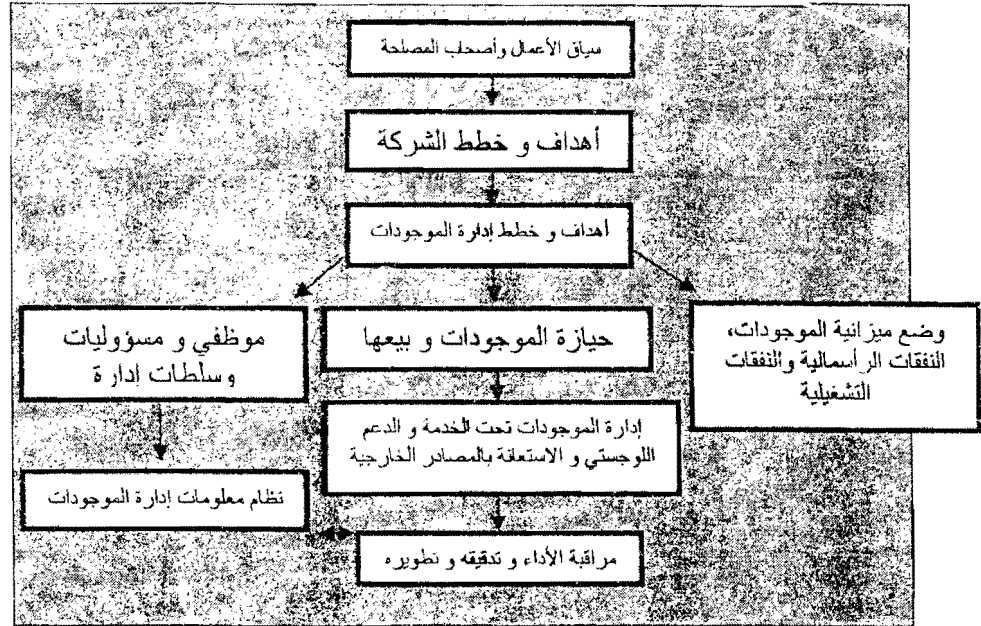 سياق الأعمال وأصحاب المصلحة
أهداف و خطط الشركة
أهداف و خطط إدارة الموجودات
موظفي و مسؤوليات
وسلطات إدارة
حيازة الموجودات و بيعها
وضع ميزانية الموجودات،
النفقات الرأسمالية والنفقات
التشغيلية
إدارة الموجودات تحت الخدمة و الدعم
اللوجستي و الاستعانة بالمصادر الخارجية
نظام معلومات إدارة الموجودات
مراقبة الأداء و تدقيقه و تطويره